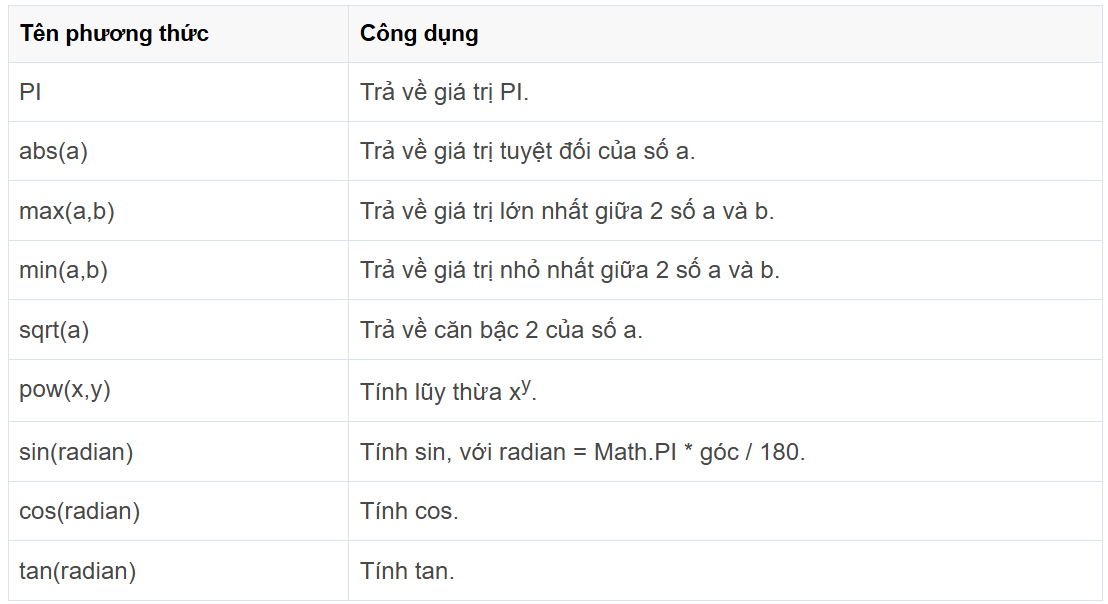 Tên phương thức Công dụng
PI Trả về giá trị PI.
abs(a) Trả về giá trị tuyệt đối của số a.
max(a,b) Trả về giá trị lớn nhất giữa 2 số a và b.
min(a,b) Trả về giá trị nhỏ nhất giữa 2 số a và b.
sqrt(a) Trả về căn bậc 2 của số a.
pow(x,y) Tính lũy thừa xʸ.
sin(radian) Tính sin, với radian = Math.PI * góc / 180.
cos(radian) Tính cos.
tan(radian) Tính tan.